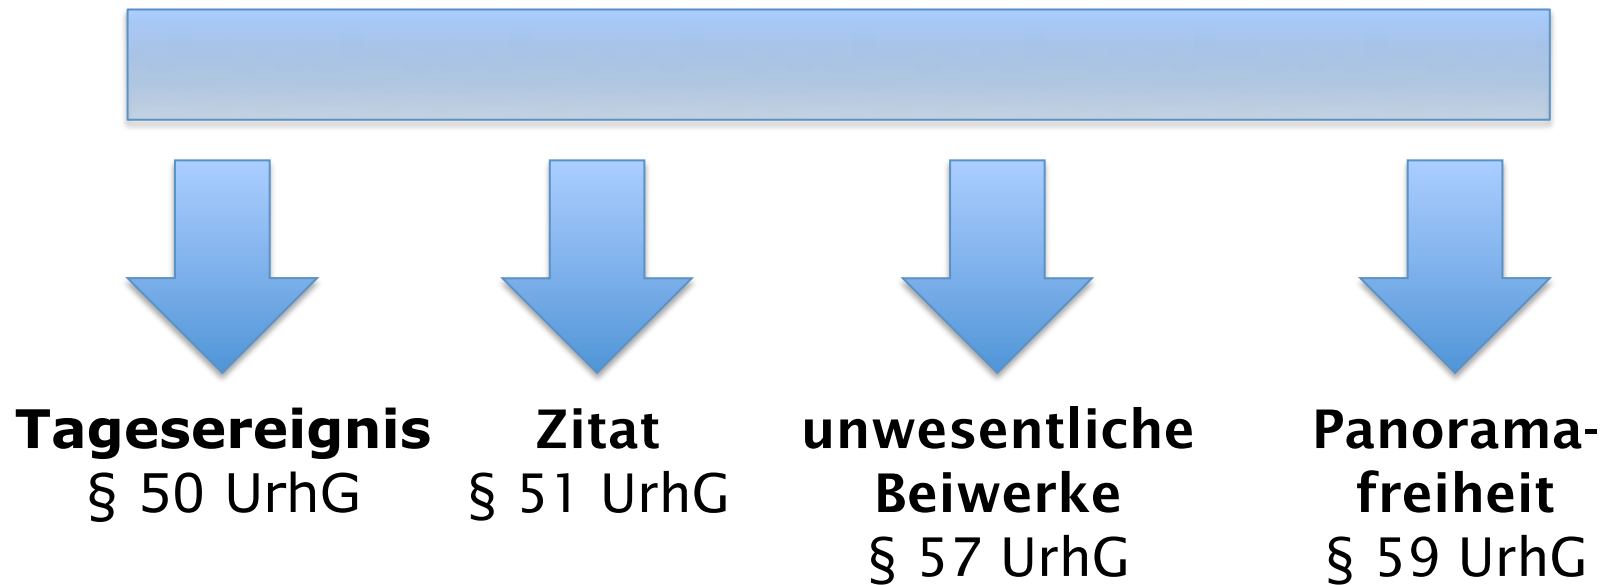 Tagesereignis
§ 50 UrhG
Zitat
§ 51 UrhG
unwesentliche
Beiwerke
§ 57 UrhG
Panorama-
freiheit
§ 59 UrhG